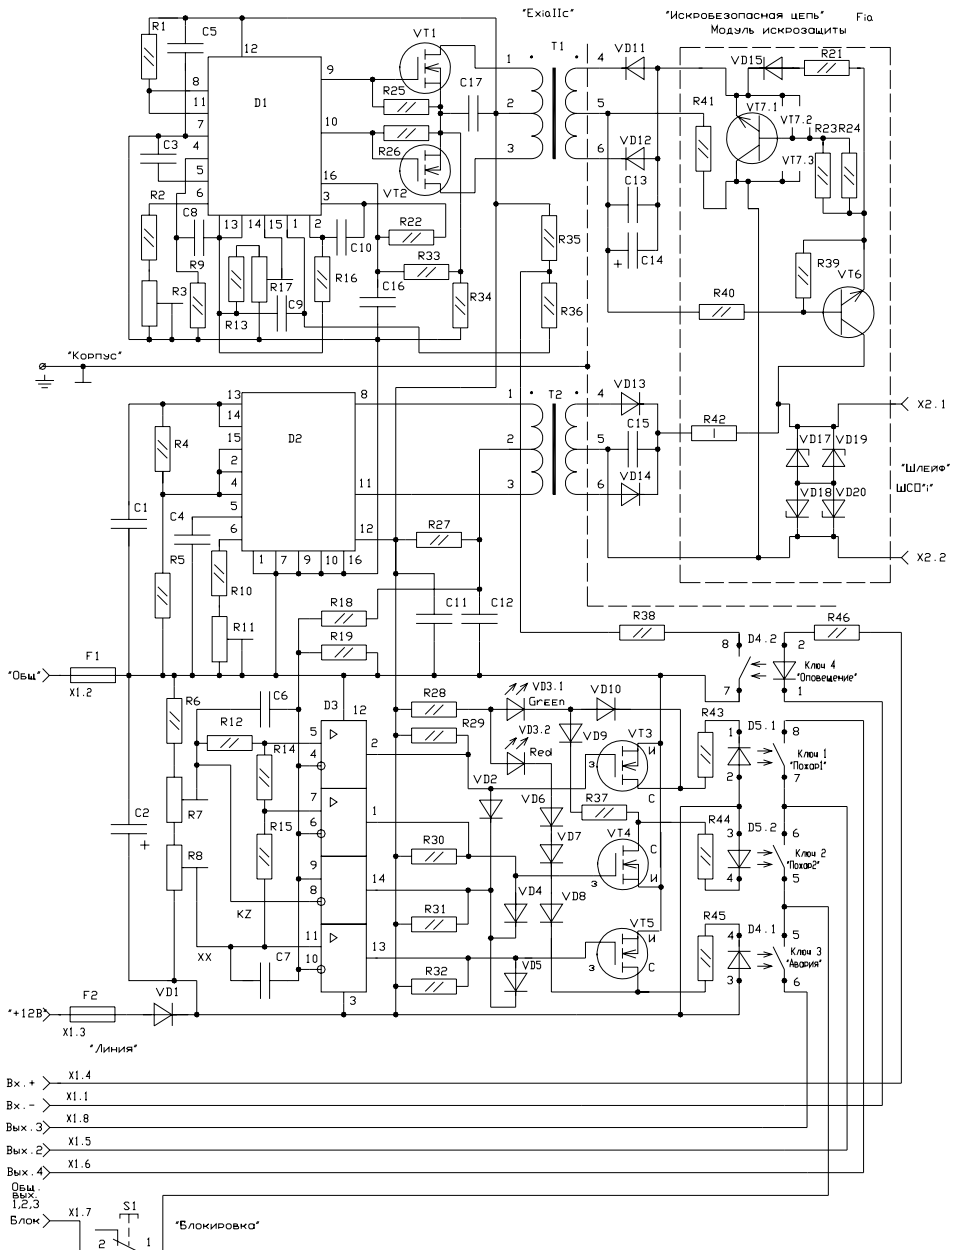 "ExiaIIc"
"Искробезопасная цепь"
Fia
Модуль искрозащиты
R1
C5
12
VT1
T1
VD11
VD15
R21
9
1
4
8
D1
R25
C17
R41
VT7.1
VT7.2
11
2
5
R23
R24
7
10
VD12
4
C3
R26
3
6
VT7.3
5
VT2
16
C13
R2
6
3
C8
13
14
15
1
2
C10
R22
R35
C14
+
R9
R33
R39
VT6
R3
R17
R16
C16
R34
R36
R40
R13
C9
"Корпус"
13
8
1
T2
4
VD13
X2.1
14
D2
C15
R42
R4
15
2
5
VD17
VD19
2
"Шлейф"
4
11
3
6
VD14
ШСО"i"
VD18
VD20
C1
C4
5
6
12
R27
R5
1
7
9
10
16
X2.2
R10
R18
C11
C12
R11
R19
R38
D4.2
R46
8
2
"Общ"
F1
X1.2
Ключ 4
"Оповещение"
7
1
R6
C6
D3
12
R28
VD3.1
Green
VD10
R43
D5.1
R12
R14
5
2
R29
VD3.2
Red
VD9
VT3
И
1
8
4
З
С
Ключ 1
"Пожар1"
2
7
R7
7
VD2
VD6
R37
C2
+
R15
1
R44
D5.2
6
VD7
VT4
С
3
6
R8
9
R30
Ключ 2
"Пожар2"
8
14
З
И
4
5
KZ
VD4
VD8
R31
VT5
И
R45
D4.1
11
13
4
5
XX
C7
10
VD5
З
С
Ключ 3
"Авария"
R32
3
6
"+12В"
F2
X1.3
VD1
3
"Линия"
Вх.+
X1.4
Вх.-
X1.1
Вых.3
X1.8
Вых.2
X1.5
Вых.4
X1.6
Общ.
вых.
1,2,3
Блок
X1.7
S1
"Блокировка"
2
1